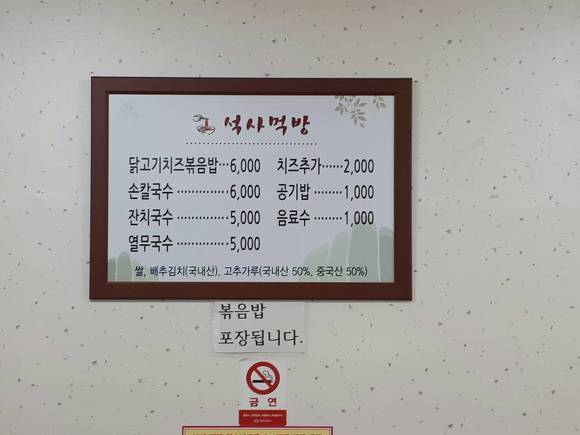 석사먹방
닭고기치즈볶음밥…6,000
손칼국수……………6,000
잔치국수……………5,000
열무국수……………5,000
치즈추가……2,000
공기밥……1,000
음료수……1,000
쌀, 배추김치(국내산), 고추가루(국내산 50%, 중국산 50%)
볶음밥
포장됩니다.
금연